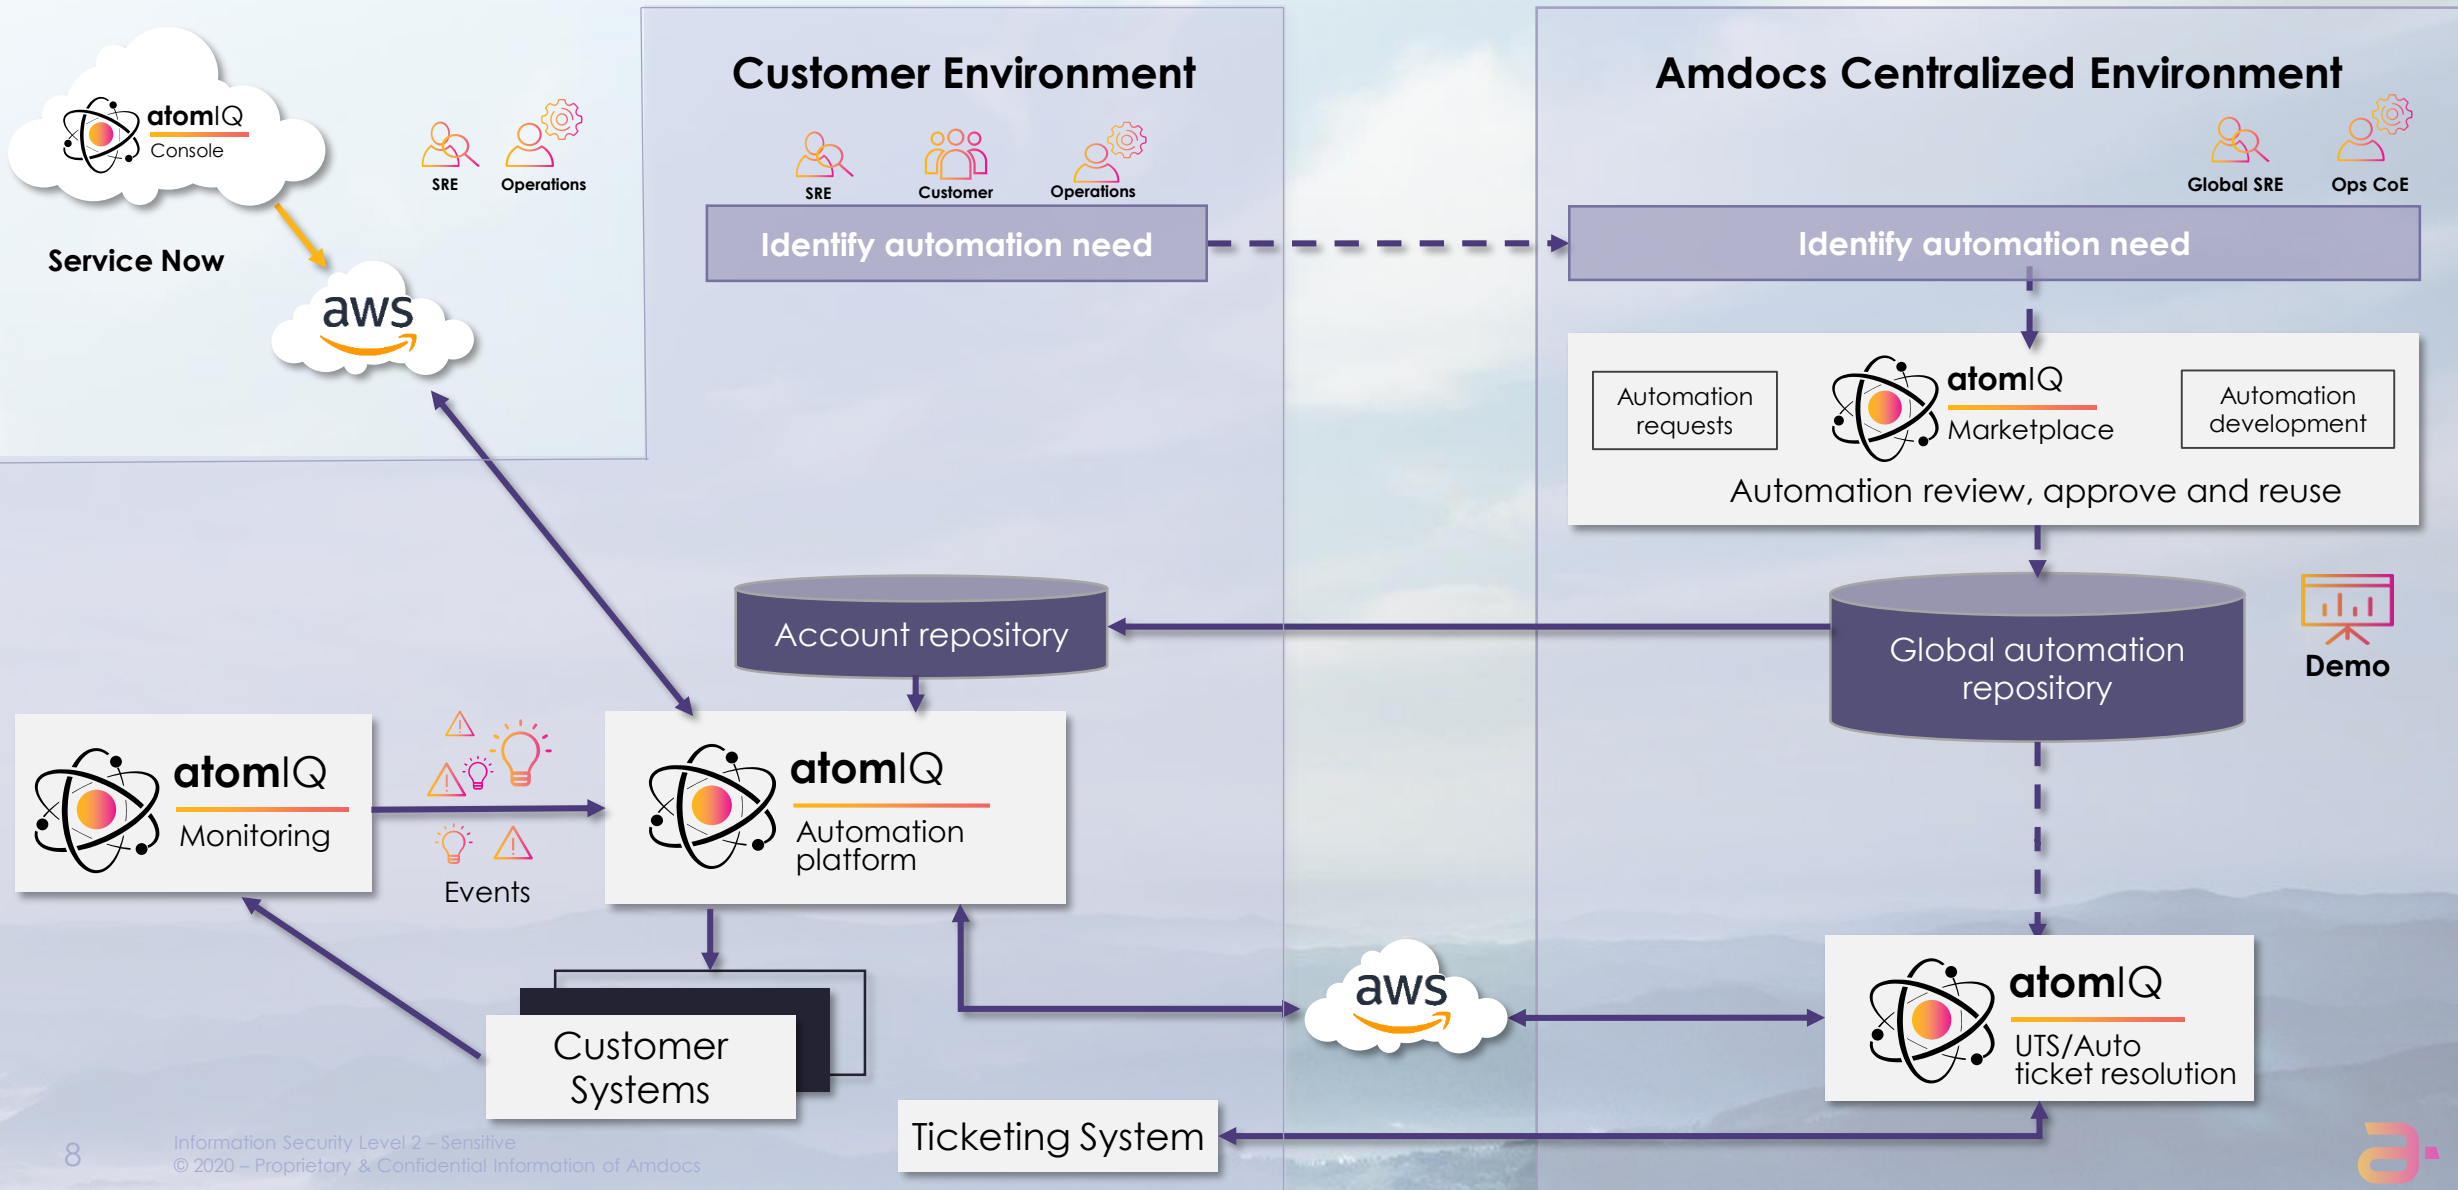 Customer Environment
Amdocs Centralized Environment
atomIQ
Console
SRE
Operations
Service Now
aws
SRE
Customer
Operations
Identify automation need
Global SRE
Ops CoE
Identify automation need
Automation
requests
atomIQ
Marketplace
Automation
development
Automation review, approve and reuse
Account repository
Global automation
repository
Demo
atomIQ
Monitoring
Events
atomIQ
Automation
platform
Customer
Systems
aws
atomIQ
UTS/Auto
ticket resolution
Ticketing System
8
Information Security Level 2 – Sensitive
© 2020 – Proprietary & Confidential Information of Amdocs
a